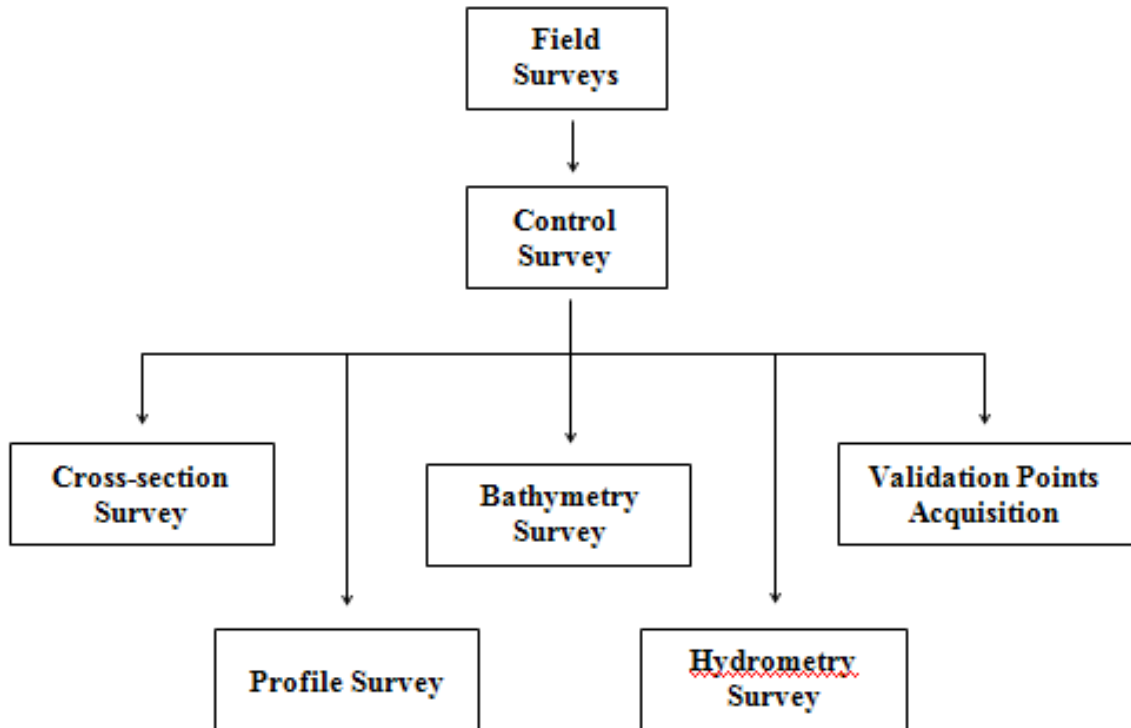 Field
Surveys
Control
Survey
Cross-section
Survey
Bathymetry
Survey
Validation Points
Acquisition
Profile Survey
Hydrometry
Survey